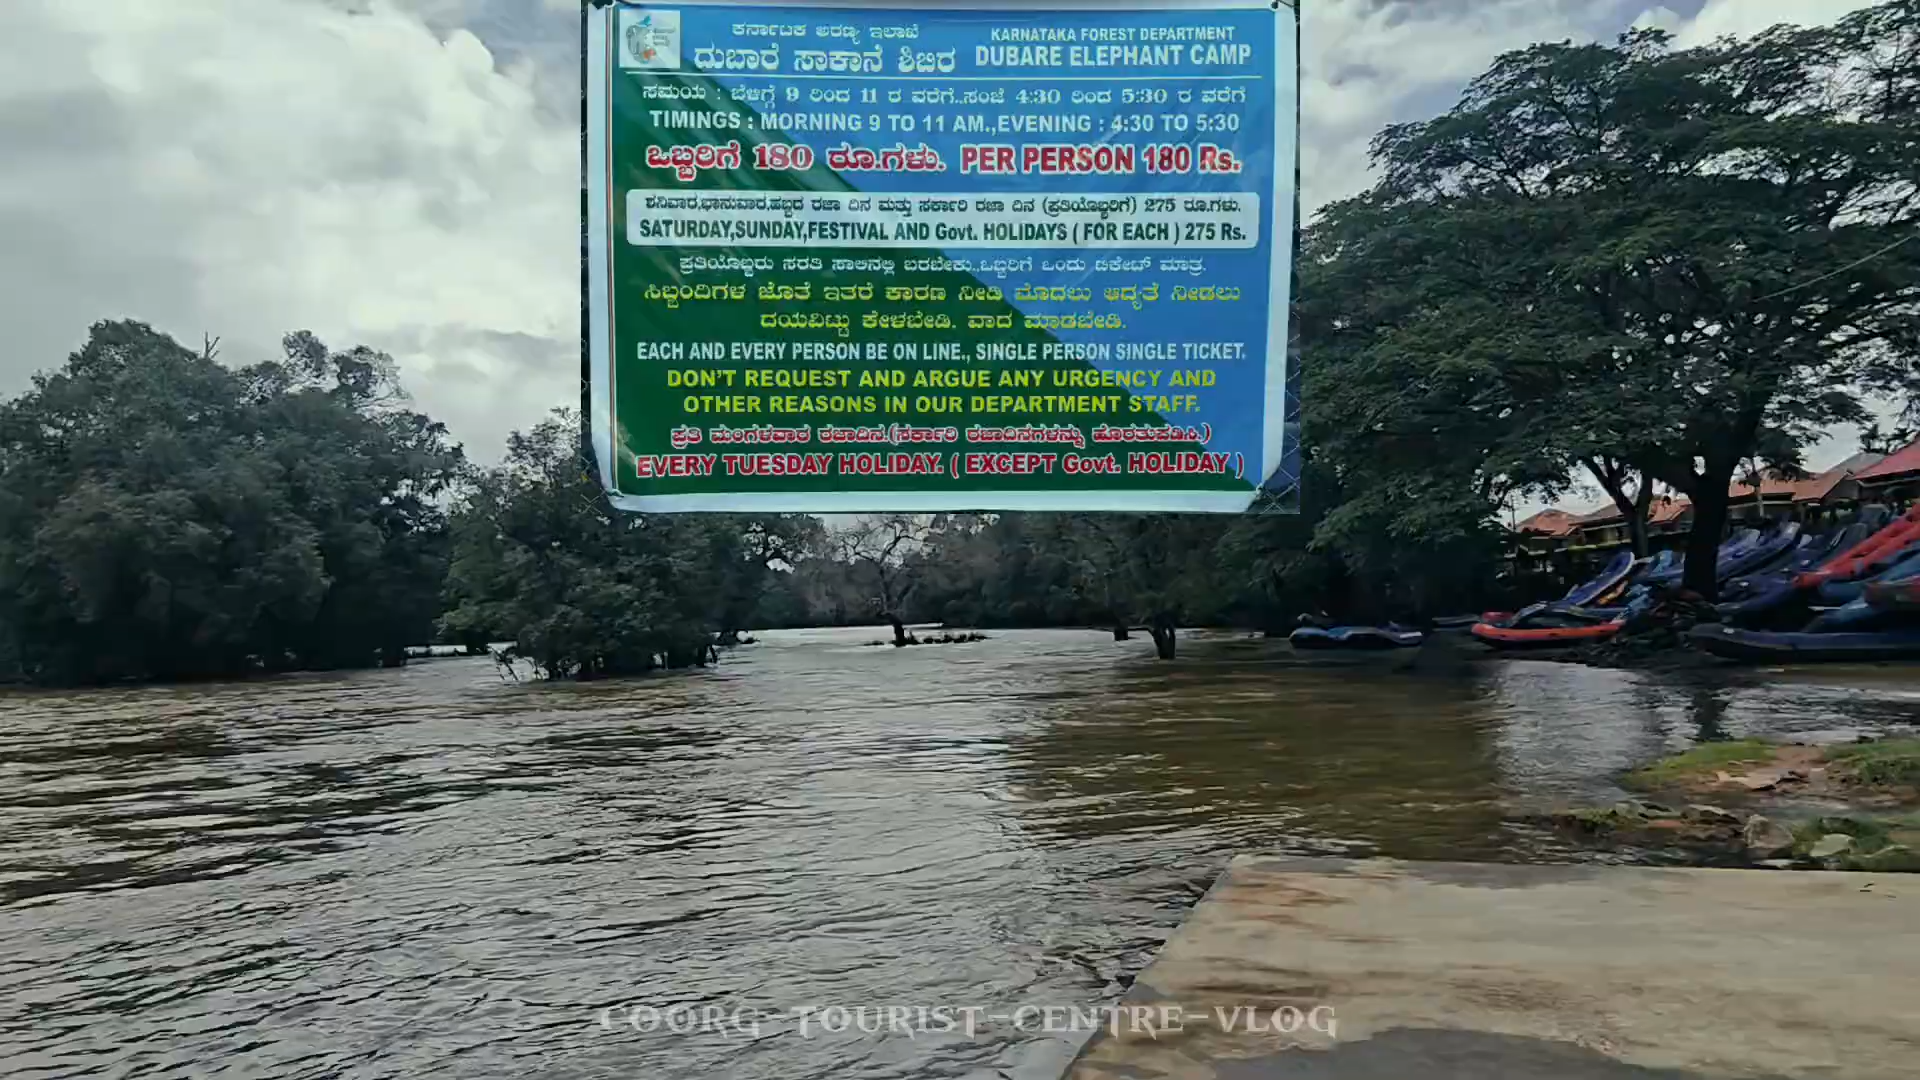 ಕರ್ನಾಟಕ ಅರಣ್ಯ ಇಲಾಖೆ
KARNATAKA FOREST DEPARTMENT
ದುಬಾರೆ ಸಾಕಾನೆ ಶಿಬಿರ
DUBARE ELEPHANT CAMP
ಸಮಯ : ಬೆಳಿಗ್ಗೆ 9 ರಿಂದ 11 ರ ವರೆಗೆ..ಸಂಜೆ 4:30 ರಿಂದ 5:30 ರ ವರೆಗೆ
TIMINGS : MORNING 9 TO 11 AM.,EVENING : 4:30 TO 5:30
ಒಬ್ಬರಿಗೆ 180 ರೂ.ಗಳು. PER PERSON 180 Rs.
ಶನಿವಾರ,ಭಾನುವಾರ,ಹಬ್ಬದ ರಜಾ ದಿನ ಮತ್ತು ಸರ್ಕಾರಿ ರಜಾ ದಿನ (ಪ್ರತಿಯೊಬ್ಬರಿಗೆ) 275 ರೂ.ಗಳು.
SATURDAY,SUNDAY,FESTIVAL AND Govt. HOLIDAYS ( FOR EACH ) 275 Rs.
ಪ್ರತಿಯೊಬ್ಬರು ಸರತಿ ಸಾಲಿನಲ್ಲಿ ಬರಬೇಕು.,ಒಬ್ಬರಿಗೆ ಒಂದು ಟಿಕೇಟ್ ಮಾತ್ರ.
ಸಿಬ್ಬಂದಿಗಳ ಜೊತೆ ಇತರೆ ಕಾರಣ ನೀಡಿ ಮೊದಲು ಆದ್ಯತೆ ನೀಡಲು
ದಯವಿಟ್ಟು ಕೇಳಬೇಡಿ. ವಾದ ಮಾಡಬೇಡಿ.
EACH AND EVERY PERSON BE ON LINE., SINGLE PERSON SINGLE TICKET.
DON'T REQUEST AND ARGUE ANY URGENCY AND
OTHER REASONS IN OUR DEPARTMENT STAFF.
ಪ್ರತಿ ಮಂಗಳವಾರ ರಜಾದಿನ.(ಸರ್ಕಾರಿ ರಜಾದಿನಗಳನ್ನು ಹೊರತುಪಡಿಸಿ.)
EVERY TUESDAY HOLIDAY. ( EXCEPT Govt. HOLIDAY )
COORG-TOURIST-CENTRE-VLOG